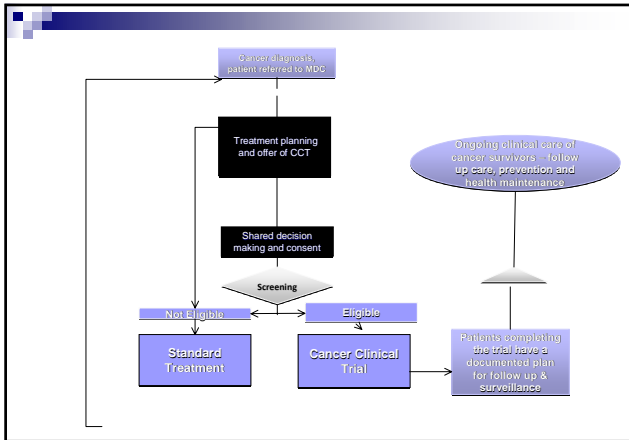 Cancer diagnosis,
patient referred to MDC
Treatment planning
and offer of CCT
Ongoing clinical care of
cancer survivors - follow
up care, prevention and
health maintenance
Shared decision
making and consent
Screening
Not Eligible
Eligible
Standard
Treatment
Cancer Clinical
Trial
Patients completing
the trial have a
documented plan
for follow up &
surveillance